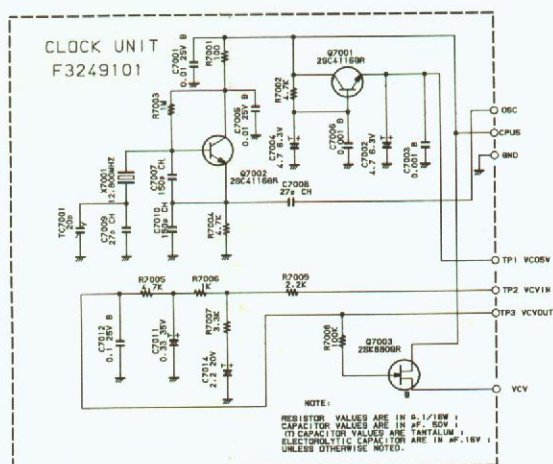 CLOCK UNIT
F3249101
C7001
0.01 25V B
R7001
100
R7003
1M
C7005
0.01 25V B
Q7001
2SC4116GR
R7002
4.7K
C7004
4.7 6.3V
C7006
0.001 B
C7002
4.7 6.3V
C7003
0.001 B
OSC
CPU5
GND
X7001
12.800MHZ
C7007
150p CH
Q7002
2SC4116GR
C7008
27p CH
TC7001
20p
C7009
27p CH
C7010
150p CH
R7004
4.7K
TP1 VCO5V
R7005
4.7K
R7006
1K
R7009
2.2K
TP2 VCVIN
TP3 VCVOUT
C7012
0.1 25V B
C7011
0.33 35V
R7007
3.3K
C7014
2.2 20V
R7008
100K
Q7003
2SK880GR
VCV
NOTE:
RESISTOR VALUES ARE IN Ω.1/16W ;
CAPACITOR VALUES ARE IN µF. 50V ;
(T) CAPACITOR VALUES ARE TANTALUM ;
ELECTOROLYTIC CAPACITOR ARE IN µF.16V ;
UNLESS OTHERWISE NOTED.